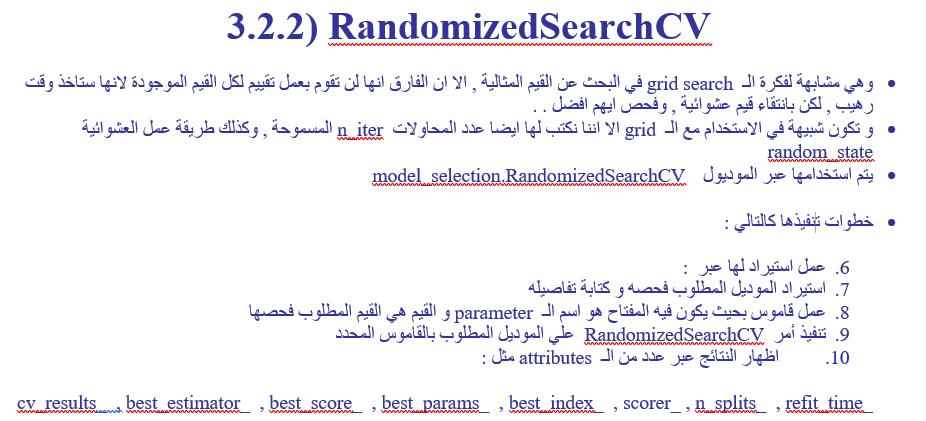 3.2.2) RandomizedSearchCV
• وهي مشابهة لفكرة الـ grid search في البحث عن القيم المثالية , الا ان الفارق انها لن تقوم بعمل تقييم لكل القيم الموجودة لانها ستاخذ وقت
رهيب , لكن بانتقاء قيم عشوائية , وفحص ايهم افضل . .
• و تكون شبيهة في الاستخدام مع الـ grid الا اننا نكتب لها ايضا عدد المحاولات n_iter المسموحة , وكذلك طريقة عمل العشوائية
random_state
• يتم استخدامها عبر الموديول model_selection.RandomizedSearchCV
• خطوات تنفيذها كالتالي :
6. عمل استيراد لها عبر :
7. استيراد الموديل المطلوب فحصه و كتابة تفاصيله
8. عمل قاموس بحيث يكون فيه المفتاح هو اسم الـ parameter و القيم هي القيم المطلوب فحصها
9. تنفيذ أمر RandomizedSearchCV علي الموديل المطلوب بالقاموس المحدد
10. اظهار النتائج عبر عدد من الـ attributes مثل :
cv_results_ , best_estimator_ , best_score_ , best_params_ , best_index_ , scorer_ , n_splits_ , refit_time_